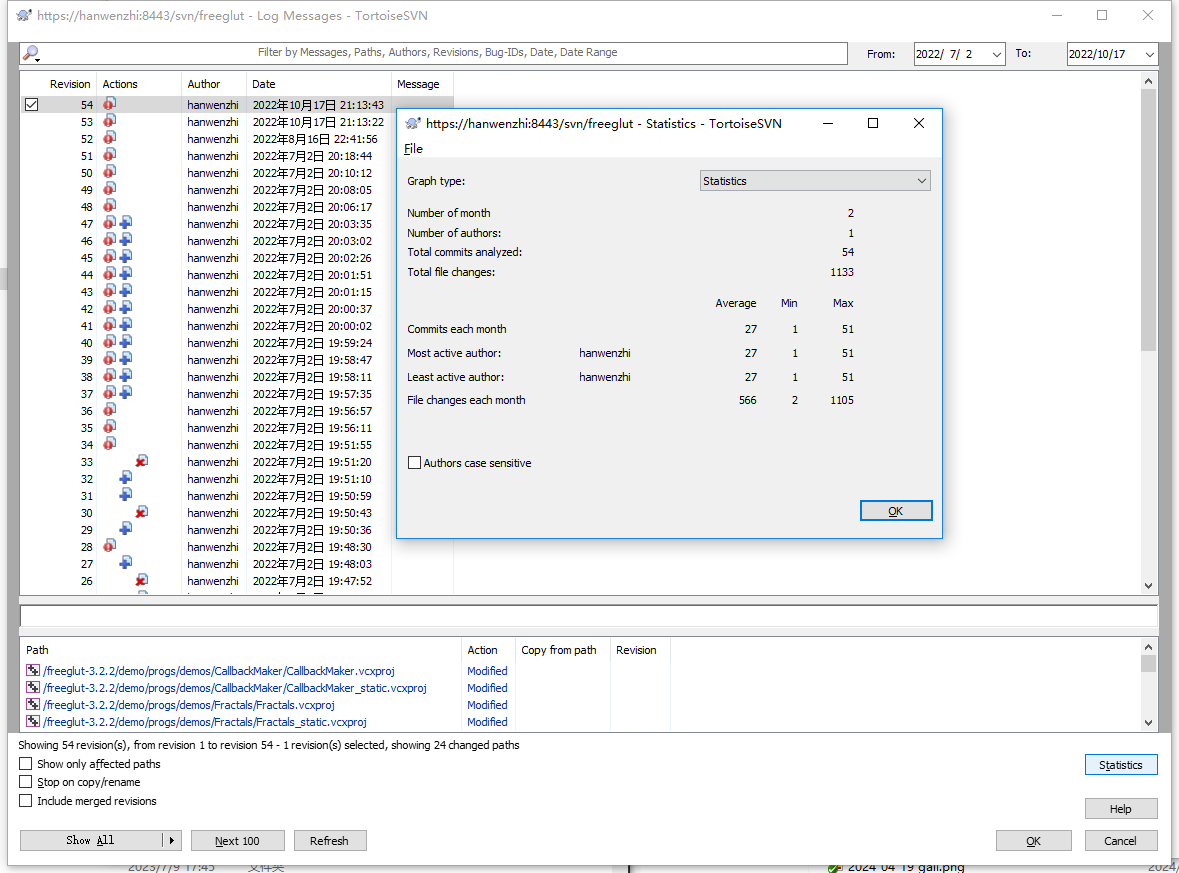 https://hanwenzhi:8443/svn/freeglut - Log Messages - TortoiseSVN
Filter by Messages, Paths, Authors, Revisions, Bug-IDs, Date, Date Range
From: 2022/ 7/ 2 To: 2022/10/17
Revision Actions Author Date Message
54 hanwenzhi 2022年10月17日 21:13:43
53 hanwenzhi 2022年10月17日 21:13:22
52 hanwenzhi 2022年8月16日 22:41:56
51 hanwenzhi 2022年7月2日 20:18:44
50 hanwenzhi 2022年7月2日 20:10:12
49 hanwenzhi 2022年7月2日 20:08:05
48 hanwenzhi 2022年7月2日 20:06:17
47 hanwenzhi 2022年7月2日 20:03:35
46 hanwenzhi 2022年7月2日 20:03:02
45 hanwenzhi 2022年7月2日 20:02:26
44 hanwenzhi 2022年7月2日 20:01:51
43 hanwenzhi 2022年7月2日 20:01:15
42 hanwenzhi 2022年7月2日 20:00:37
41 hanwenzhi 2022年7月2日 20:00:02
40 hanwenzhi 2022年7月2日 19:59:24
39 hanwenzhi 2022年7月2日 19:58:47
38 hanwenzhi 2022年7月2日 19:58:11
37 hanwenzhi 2022年7月2日 19:57:35
36 hanwenzhi 2022年7月2日 19:56:57
35 hanwenzhi 2022年7月2日 19:56:11
34 hanwenzhi 2022年7月2日 19:51:55
33 hanwenzhi 2022年7月2日 19:51:20
32 hanwenzhi 2022年7月2日 19:51:10
31 hanwenzhi 2022年7月2日 19:50:59
30 hanwenzhi 2022年7月2日 19:50:43
29 hanwenzhi 2022年7月2日 19:50:36
28 hanwenzhi 2022年7月2日 19:48:30
27 hanwenzhi 2022年7月2日 19:48:03
26 hanwenzhi 2022年7月2日 19:47:52
https://hanwenzhi:8443/svn/freeglut - Statistics - TortoiseSVN
File
Graph type: Statistics
Number of month 2
Number of authors: 1
Total commits analyzed: 54
Total file changes: 1133
Average Min Max
Commits each month 27 1 51
Most active author: hanwenzhi 27 1 51
Least active author: hanwenzhi 27 1 51
File changes each month 566 2 1105
Authors case sensitive
OK
Path Action Copy from path Revision
/freeglut-3.2.2/demo/progs/demos/CallbackMaker/CallbackMaker.vcxproj Modified
/freeglut-3.2.2/demo/progs/demos/CallbackMaker/CallbackMaker_static.vcxproj Modified
/freeglut-3.2.2/demo/progs/demos/Fractals/Fractals.vcxproj Modified
/freeglut-3.2.2/demo/progs/demos/Fractals/Fractals_static.vcxproj Modified
Showing 54 revision(s), from revision 1 to revision 54 - 1 revision(s) selected, showing 24 changed paths
Show only affected paths
Statistics
Stop on copy/rename
Include merged revisions
Help
Show All Next 100 Refresh OK Cancel
2023/7/9 17:45 文件夹